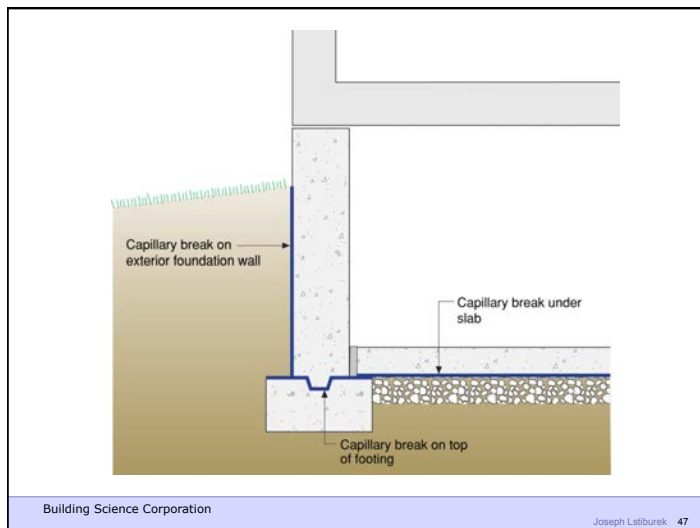 Capillary break on
exterior foundation wall
Capillary break under
slab
Capillary break on top
of footing
Building Science Corporation
Joseph Lstiburek 47